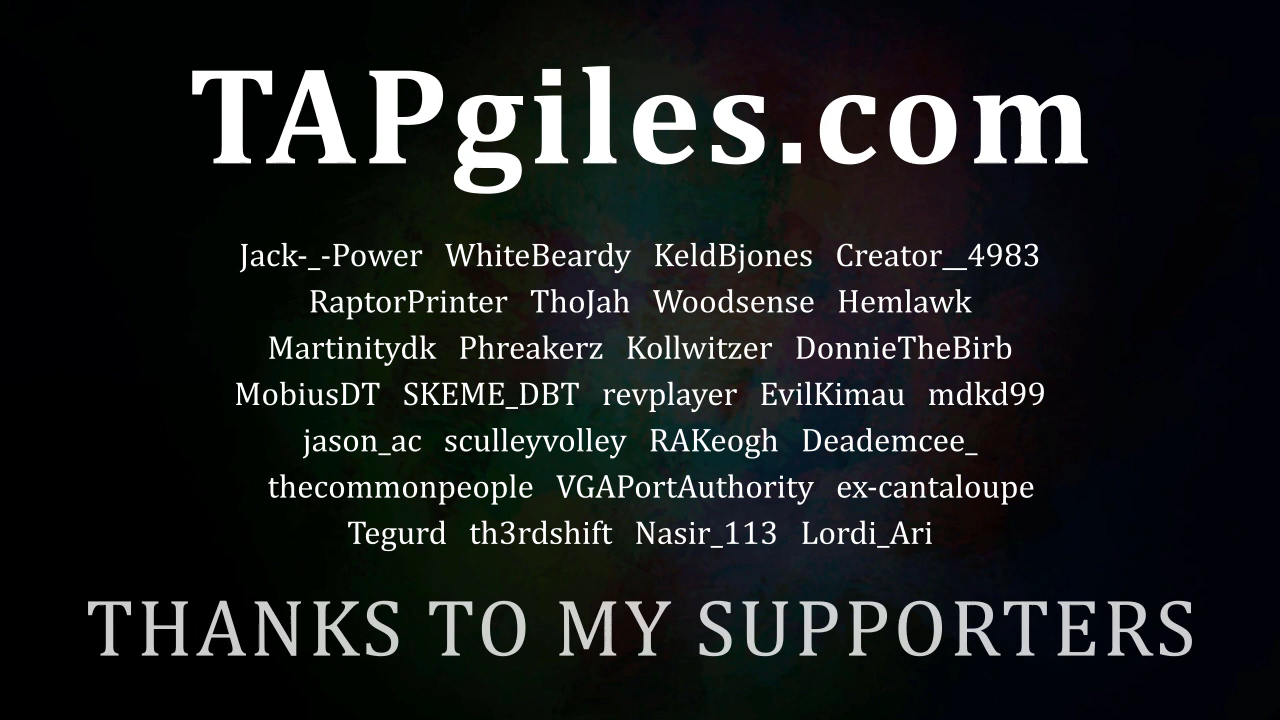 TAPgiles.com
Jack-_-Power WhiteBeardy KeldBjones Creator__4983
RaptorPrinter ThoJah Woodsense Hemlawk
Martinitydk Phreakerz Kollwitzer DonnieTheBirb
MobiusDT SKEME_DBT revplayer EvilKimau mdkd99
jason_ac sculleyvolley RAKeogh Deademcee_
thecommonpeople VGAPortAuthority ex-cantaloupe
Tegurd th3rdshift Nasir_113 Lordi_Ari
THANKS TO MY SUPPORTERS